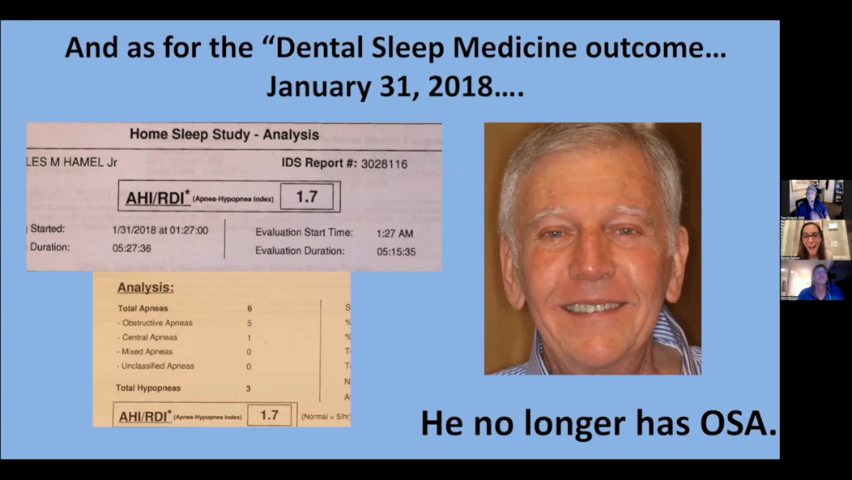 And as for the “Dental Sleep Medicine outcome…
January 31, 2018….
Home Sleep Study - Analysis
LES M HAMEL Jr
IDS Report #: 3028116
AHI/RDI* (Apnea-Hypopnea Index) 1.7
Started: 1/31/2018 at 01:27:00
Evaluation Start Time: 1:27 AM
Duration: 05:27:36
Evaluation Duration: 05:15:35
Analysis:
Total Apneas 6
- Obstructive Apneas 5
- Central Apneas 1
- Mixed Apneas 0
- Unclassified Apneas 0
Total Hypopneas 3
AHI/RDI* (Apnea-Hypopnea Index) 1.7 (Normal < 5/hr
He no longer has OSA.